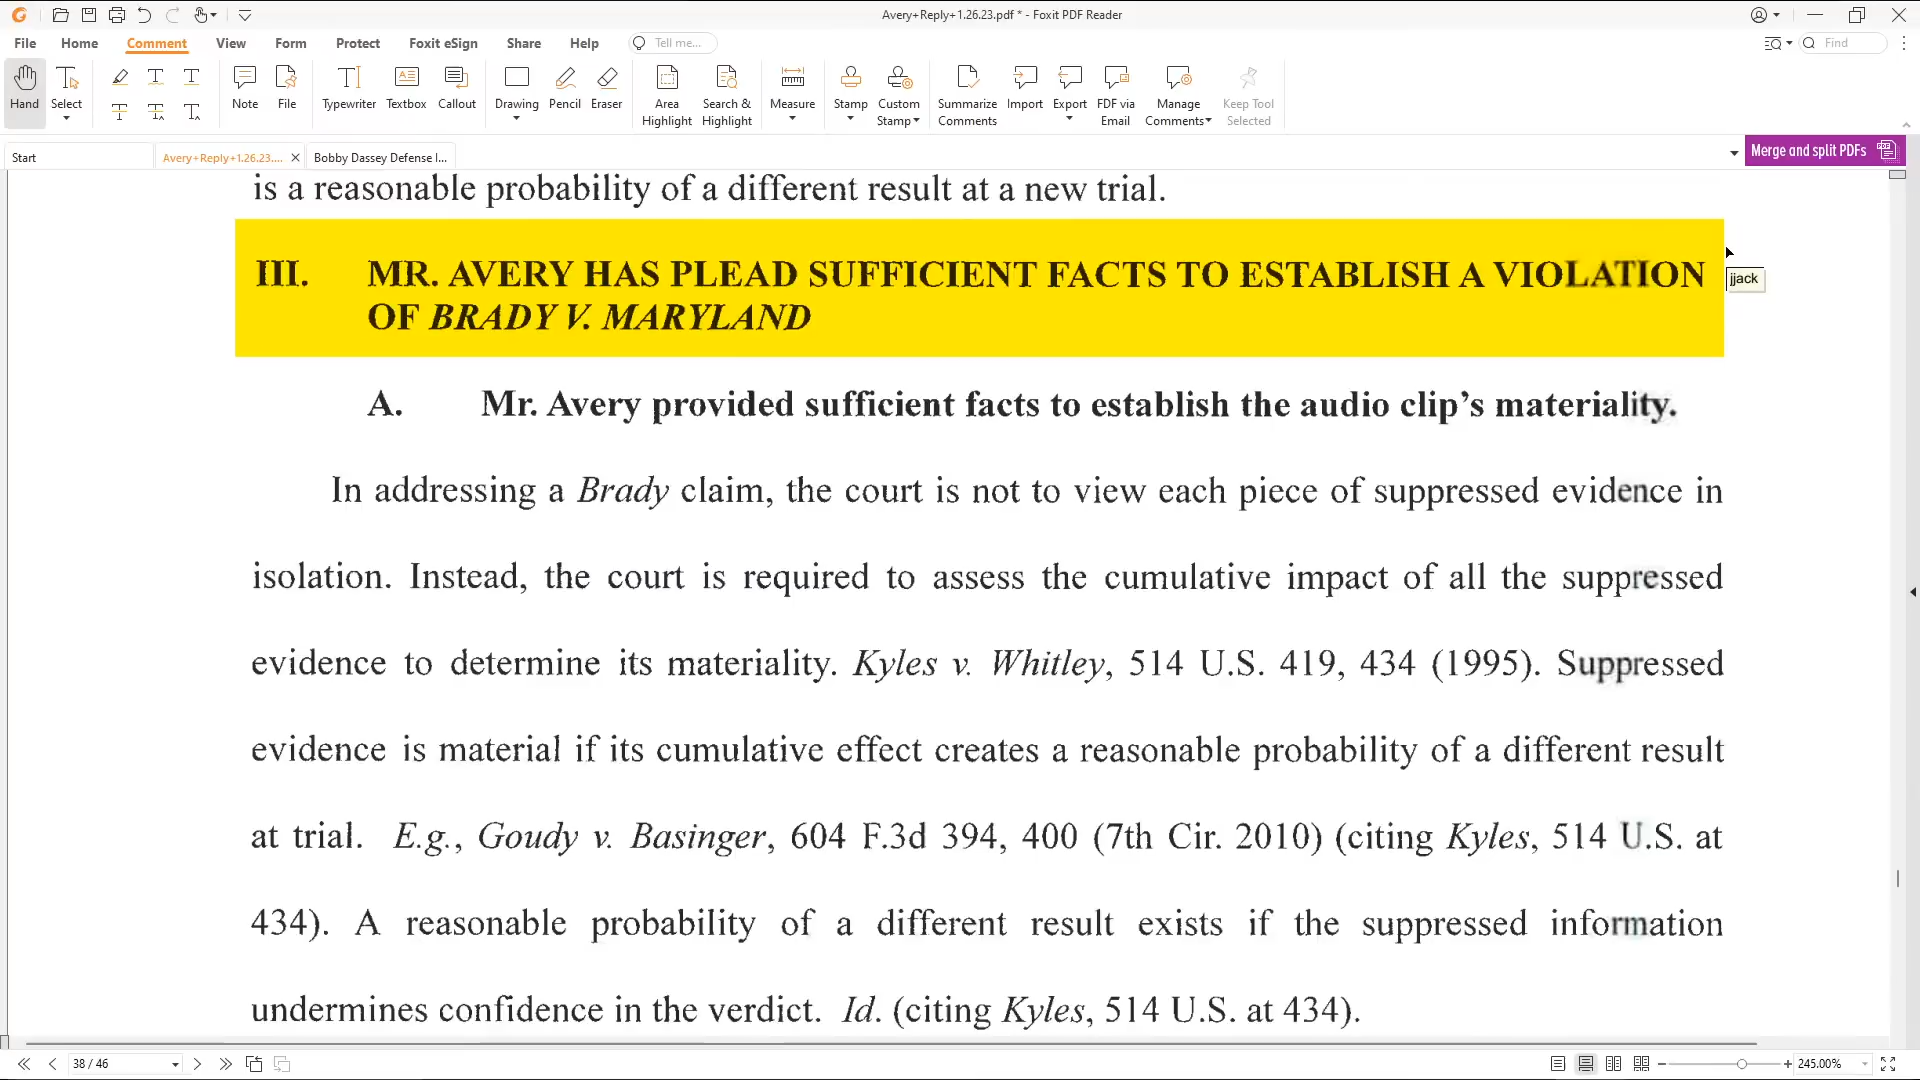 Avery+Reply+1.26.23.pdf * - Foxit PDF Reader
File Home Comment View Form Protect Foxit eSign Share Help Tell me... Find
Hand Select Note File Typewriter Textbox Callout Drawing Pencil Eraser Area Highlight Search & Highlight Measure Stamp Custom Stamp Summarize Comments Import Export FDF via Email Manage Comments Keep Tool Selected
Start Avery+Reply+1.26.23.... Bobby Dassey Defense I... Merge and split PDFs
is a reasonable probability of a different result at a new trial.
III. MR. AVERY HAS PLEAD SUFFICIENT FACTS TO ESTABLISH A VIOLATION
jjack
OF BRADY V. MARYLAND
A. Mr. Avery provided sufficient facts to establish the audio clip's materiality.
In addressing a Brady claim, the court is not to view each piece of suppressed evidence in
isolation. Instead, the court is required to assess the cumulative impact of all the suppressed
evidence to determine its materiality. Kyles v. Whitley, 514 U.S. 419, 434 (1995). Suppressed
evidence is material if its cumulative effect creates a reasonable probability of a different result
at trial. E.g., Goudy v. Basinger, 604 F.3d 394, 400 (7th Cir. 2010) (citing Kyles, 514 U.S. at
434). A reasonable probability of a different result exists if the suppressed information
undermines confidence in the verdict. Id. (citing Kyles, 514 U.S. at 434).
38 / 46 245.00%